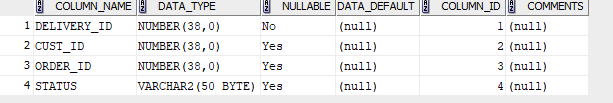 COLUMN_NAME DATA_TYPE NULLABLE DATA_DEFAULT COLUMN_ID COMMENTS
1 DELIVERY_ID NUMBER(38,0) No (null) 1 (null)
2 CUST_ID NUMBER(38,0) Yes (null) 2 (null)
3 ORDER_ID NUMBER(38,0) Yes (null) 3 (null)
4 STATUS VARCHAR2(50 BYTE) Yes (null) 4 (null)